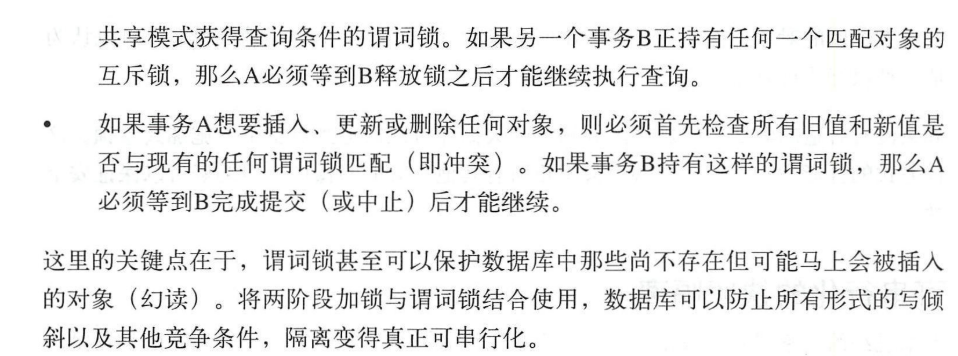 共享模式获得查询条件的谓词锁。如果另一个事务B正持有任何一个匹配对象的
互斥锁，那么A必须等到B释放锁之后才能继续执行查询。
• 如果事务A想要插入、更新或删除任何对象，则必须首先检查所有旧值和新值是
否与现有的任何谓词锁匹配（即冲突）。如果事务B持有这样的谓词锁，那么A
必须等到B完成提交（或中止）后才能继续。
这里的关键点在于，谓词锁甚至可以保护数据库中那些尚不存在但可能马上会被插入
的对象（幻读）。将两阶段加锁与谓词锁结合使用，数据库可以防止所有形式的写倾
斜以及其他竞争条件，隔离变得真正可串行化。